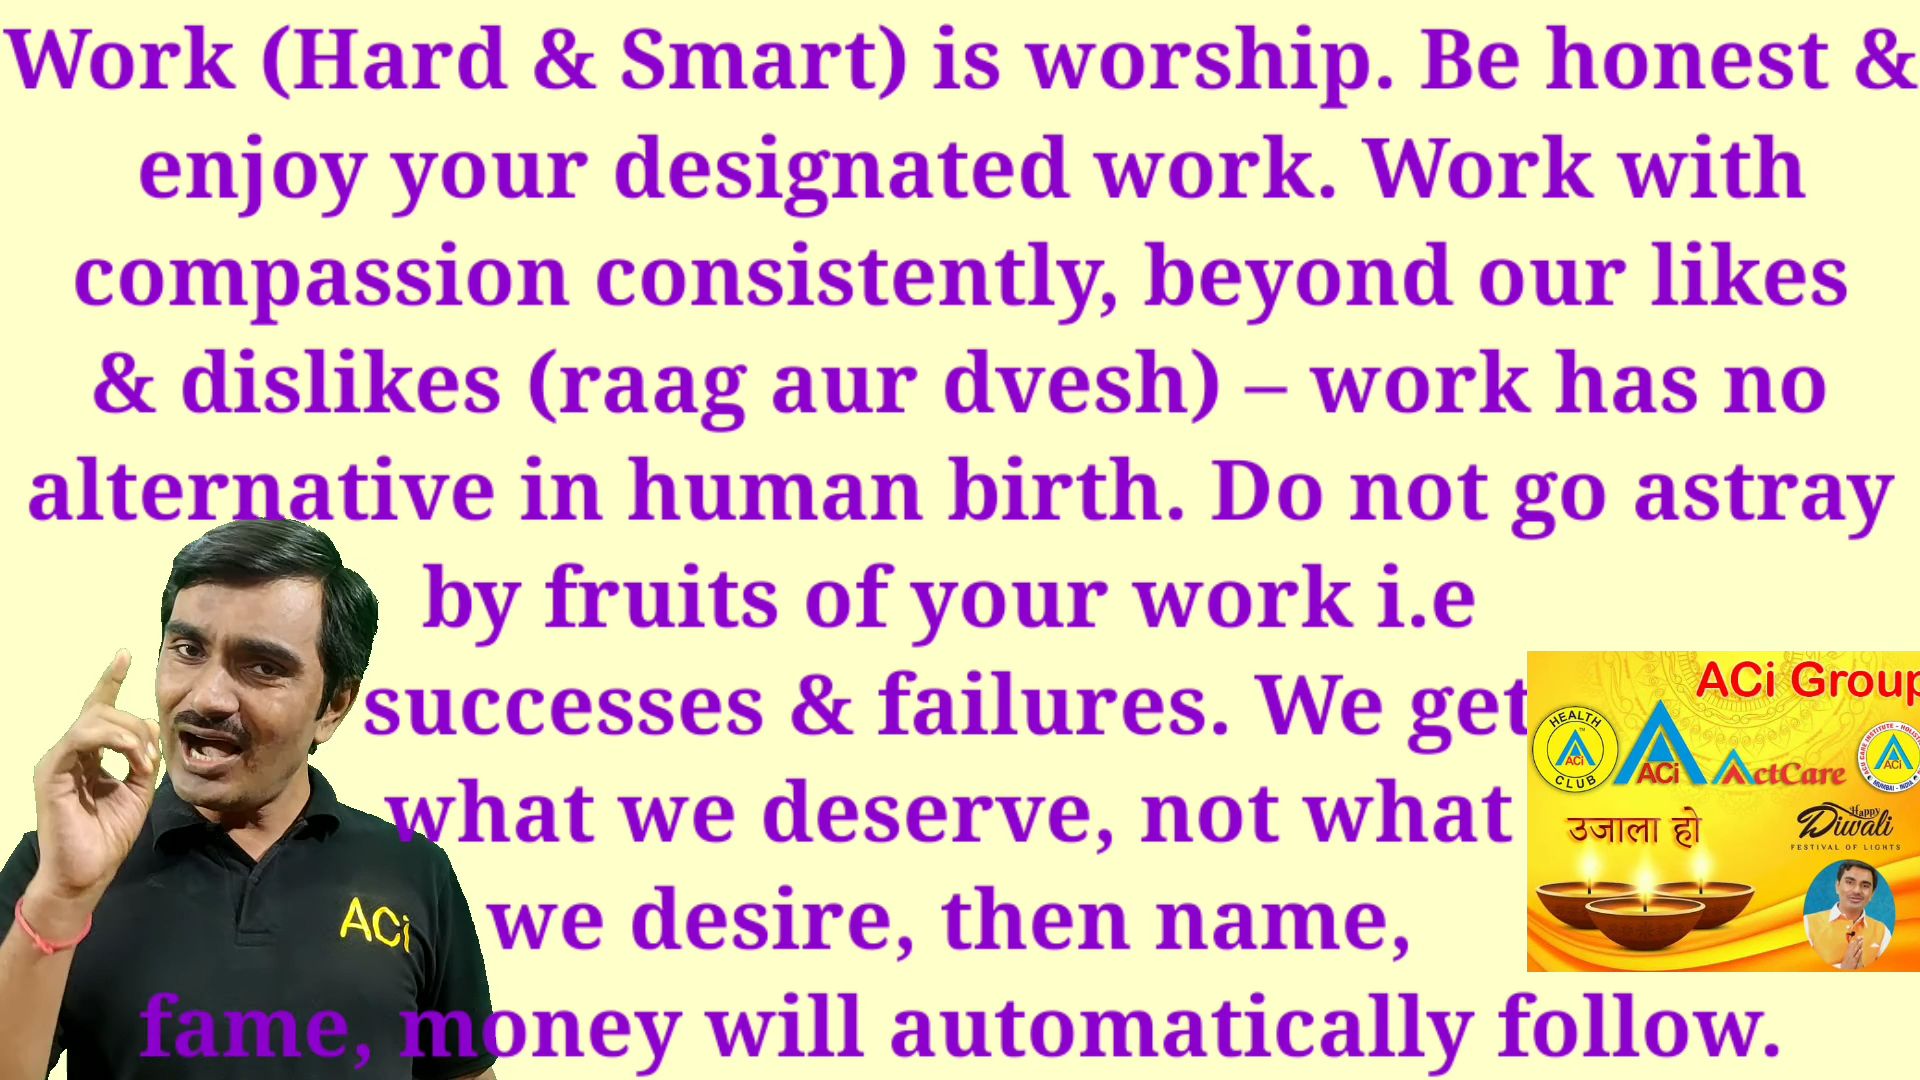 Work (Hard & Smart) is worship. Be honest &
enjoy your designated work. Work with
compassion consistently, beyond our likes
& dislikes (raag aur dvesh) – work has no
alternative in human birth. Do not go astray
by fruits of your work i.e
successes & failures. We get
what we deserve, not what
we desire, then name,
fame, money will automatically follow.
ACi
ACi Group
HEALTH
ACi
CLUB
ACi
ActCare
ACi
MUMBAI - INDIA
उजाला हो
Happy
Diwali
FESTIVAL OF LIGHTS